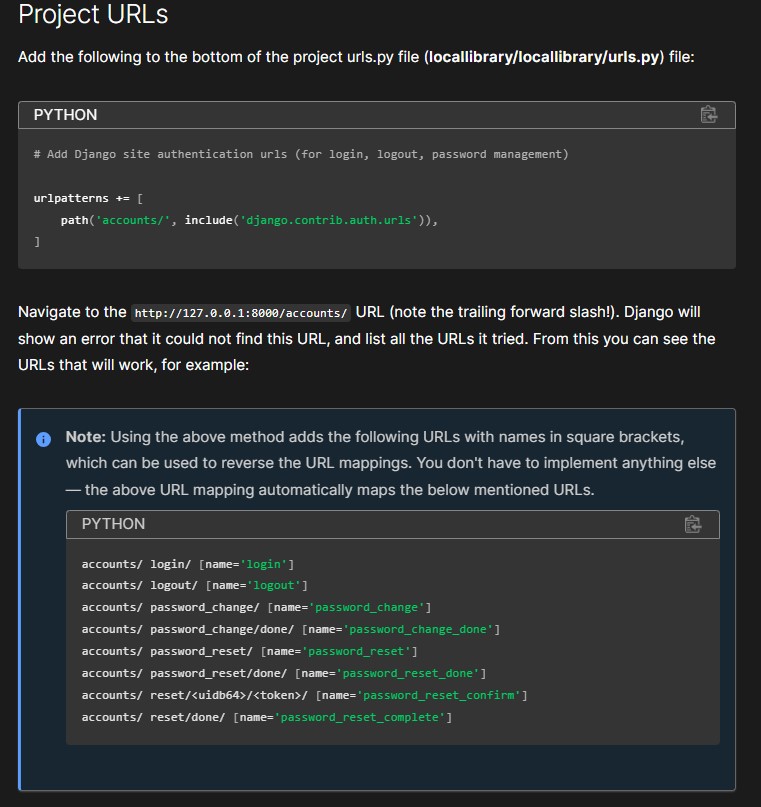 Project URLs
Add the following to the bottom of the project urls.py file (locallibrary/locallibrary/urls.py) file:
PYTHON
# Add Django site authentication urls (for login, logout, password management)
urlpatterns += [
    path('accounts/', include('django.contrib.auth.urls')),
]
Navigate to the http://127.0.0.1:8000/accounts/ URL (note the trailing forward slash!). Django will
show an error that it could not find this URL, and list all the URLs it tried. From this you can see the
URLs that will work, for example:
Note: Using the above method adds the following URLs with names in square brackets,
which can be used to reverse the URL mappings. You don't have to implement anything else
— the above URL mapping automatically maps the below mentioned URLs.
PYTHON
accounts/ login/ [name='login']
accounts/ logout/ [name='logout']
accounts/ password_change/ [name='password_change']
accounts/ password_change/done/ [name='password_change_done']
accounts/ password_reset/ [name='password_reset']
accounts/ password_reset/done/ [name='password_reset_done']
accounts/ reset/<uidb64>/<token>/ [name='password_reset_confirm']
accounts/ reset/done/ [name='password_reset_complete']